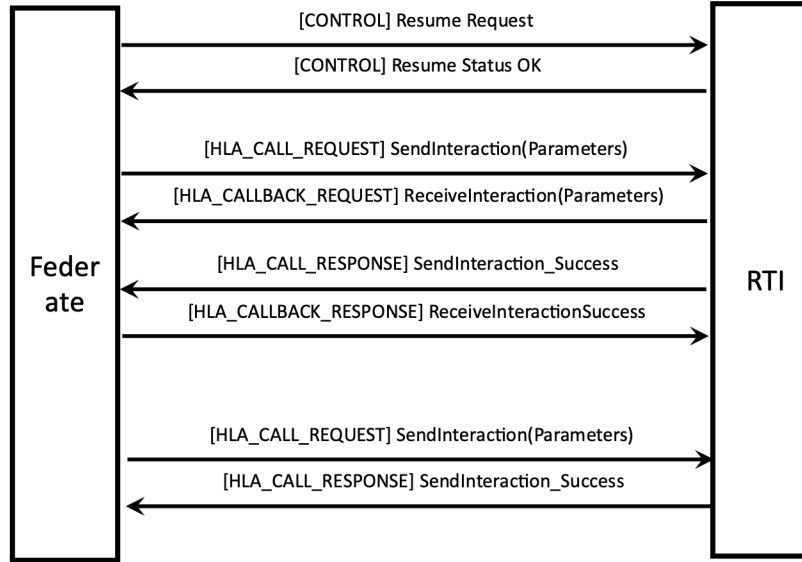 [CONTROL] Resume Request
[CONTROL] Resume Status OK
[HLA_CALL_REQUEST] SendInteraction(Parameters)
[HLA_CALLBACK_REQUEST] ReceiveInteraction(Parameters)
Feder
ate
[HLA_CALL_RESPONSE] SendInteraction_Success
RTI
[HLA_CALLBACK_RESPONSE] ReceiveInteractionSuccess
[HLA_CALL_REQUEST] SendInteraction(Parameters)
[HLA_CALL_RESPONSE] SendInteraction_Success